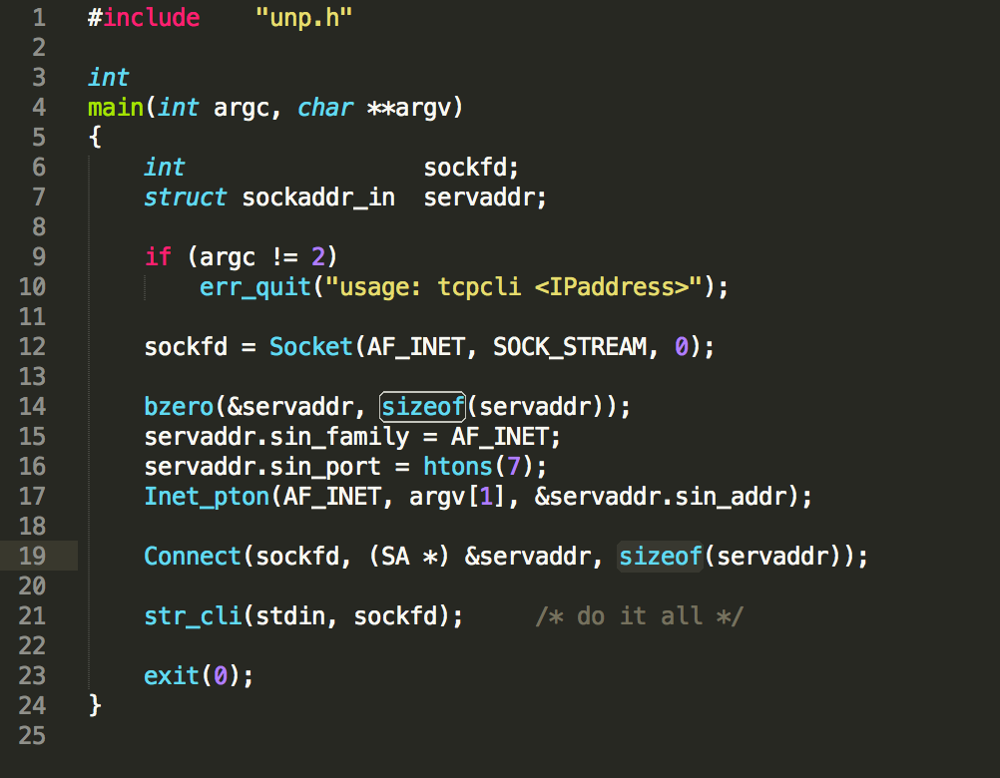 1 #include    "unp.h"
2
3 int
4 main(int argc, char **argv)
5 {
6     int                 sockfd;
7     struct sockaddr_in  servaddr;
8
9     if (argc != 2)
10         err_quit("usage: tcpcli <IPaddress>");
11
12     sockfd = Socket(AF_INET, SOCK_STREAM, 0);
13
14     bzero(&servaddr, sizeof(servaddr));
15     servaddr.sin_family = AF_INET;
16     servaddr.sin_port = htons(7);
17     Inet_pton(AF_INET, argv[1], &servaddr.sin_addr);
18
19     Connect(sockfd, (SA *) &servaddr, sizeof(servaddr));
20
21     str_cli(stdin, sockfd);     /* do it all */
22
23     exit(0);
24 }
25